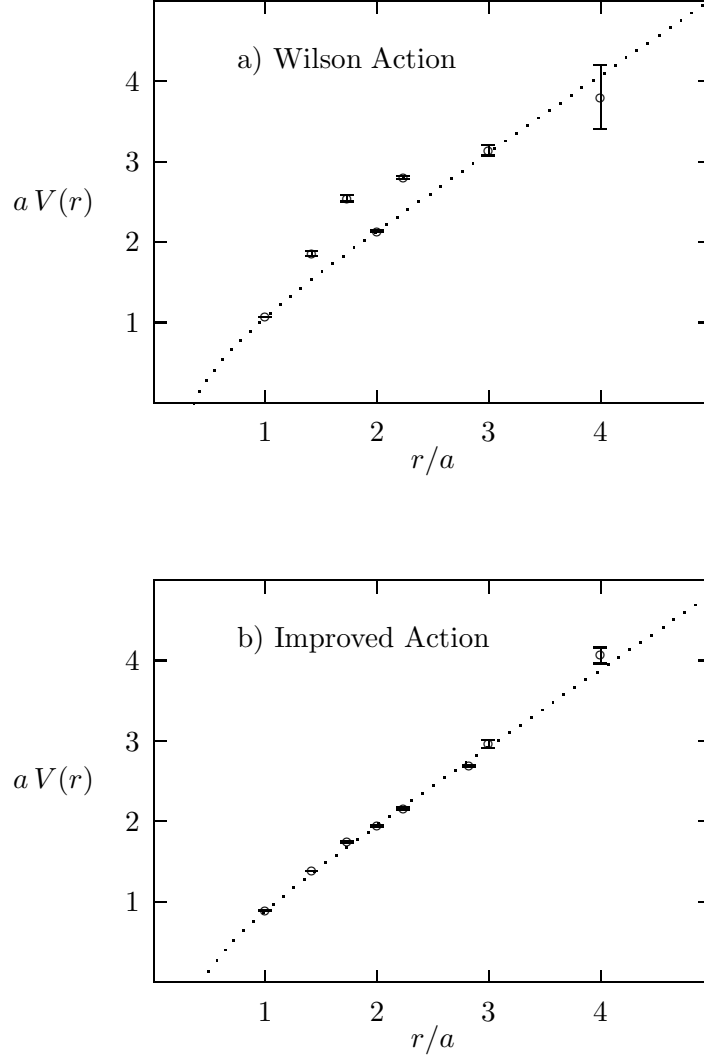 a) Wilson Action
4
3
a V(r)
2
1
1 2 3 4
r/a
b) Improved Action
4
3
a V(r)
2
1
1 2 3 4
r/a